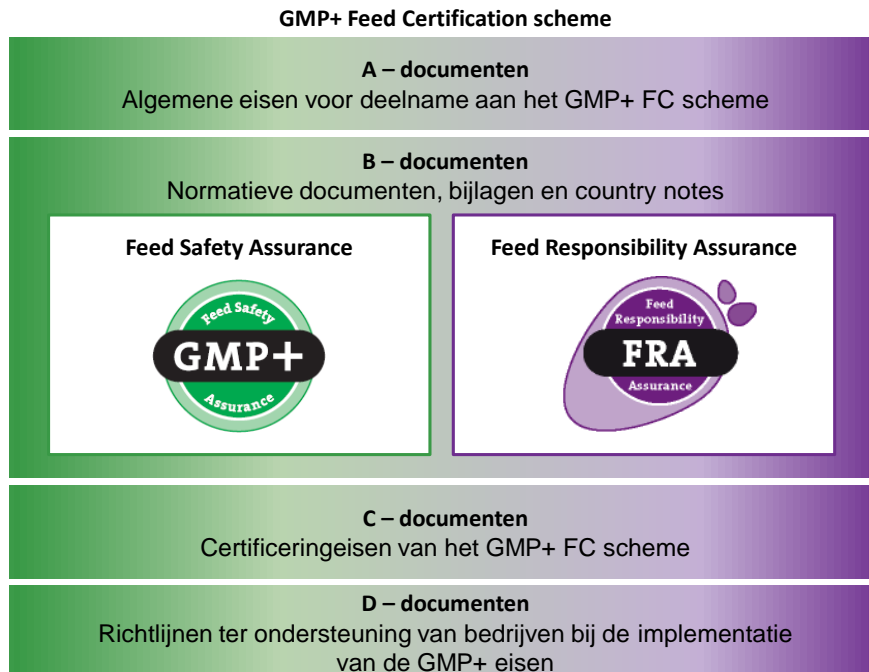 GMP+ Feed Certification scheme
A – documenten
Algemene eisen voor deelname aan het GMP+ FC scheme
B – documenten
Normatieve documenten, bijlagen en country notes
Feed Safety Assurance
Feed Safety
GMP+
Assurance
Feed Responsibility Assurance
Feed
Responsibility
FRA
Assurance
C – documenten
Certificeringeisen van het GMP+ FC scheme
D – documenten
Richtlijnen ter ondersteuning van bedrijven bij de implementatie
van de GMP+ eisen